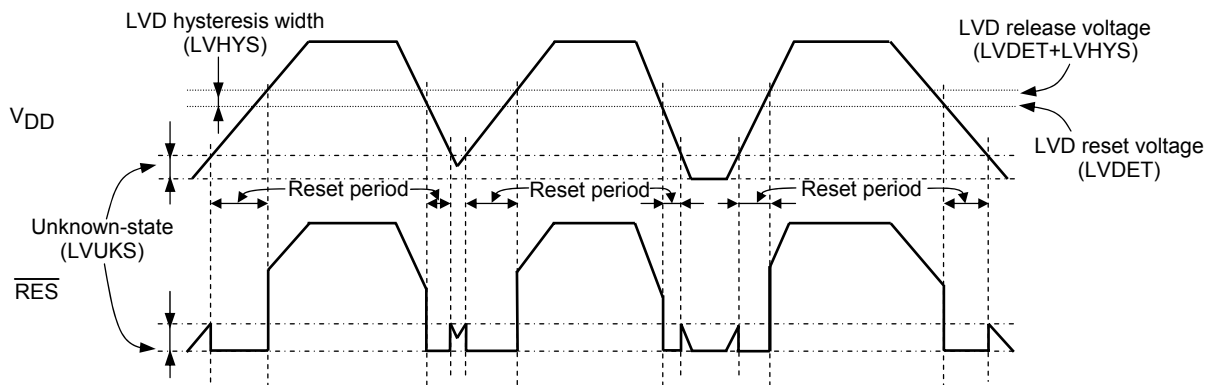 LVD hysteresis width
(LVHYS)
LVD release voltage
(LVDET+LVHYS)
VDD
LVD reset voltage
(LVDET)
Reset period
Reset period
Reset period
Unknown-state
(LVUKS)
RES